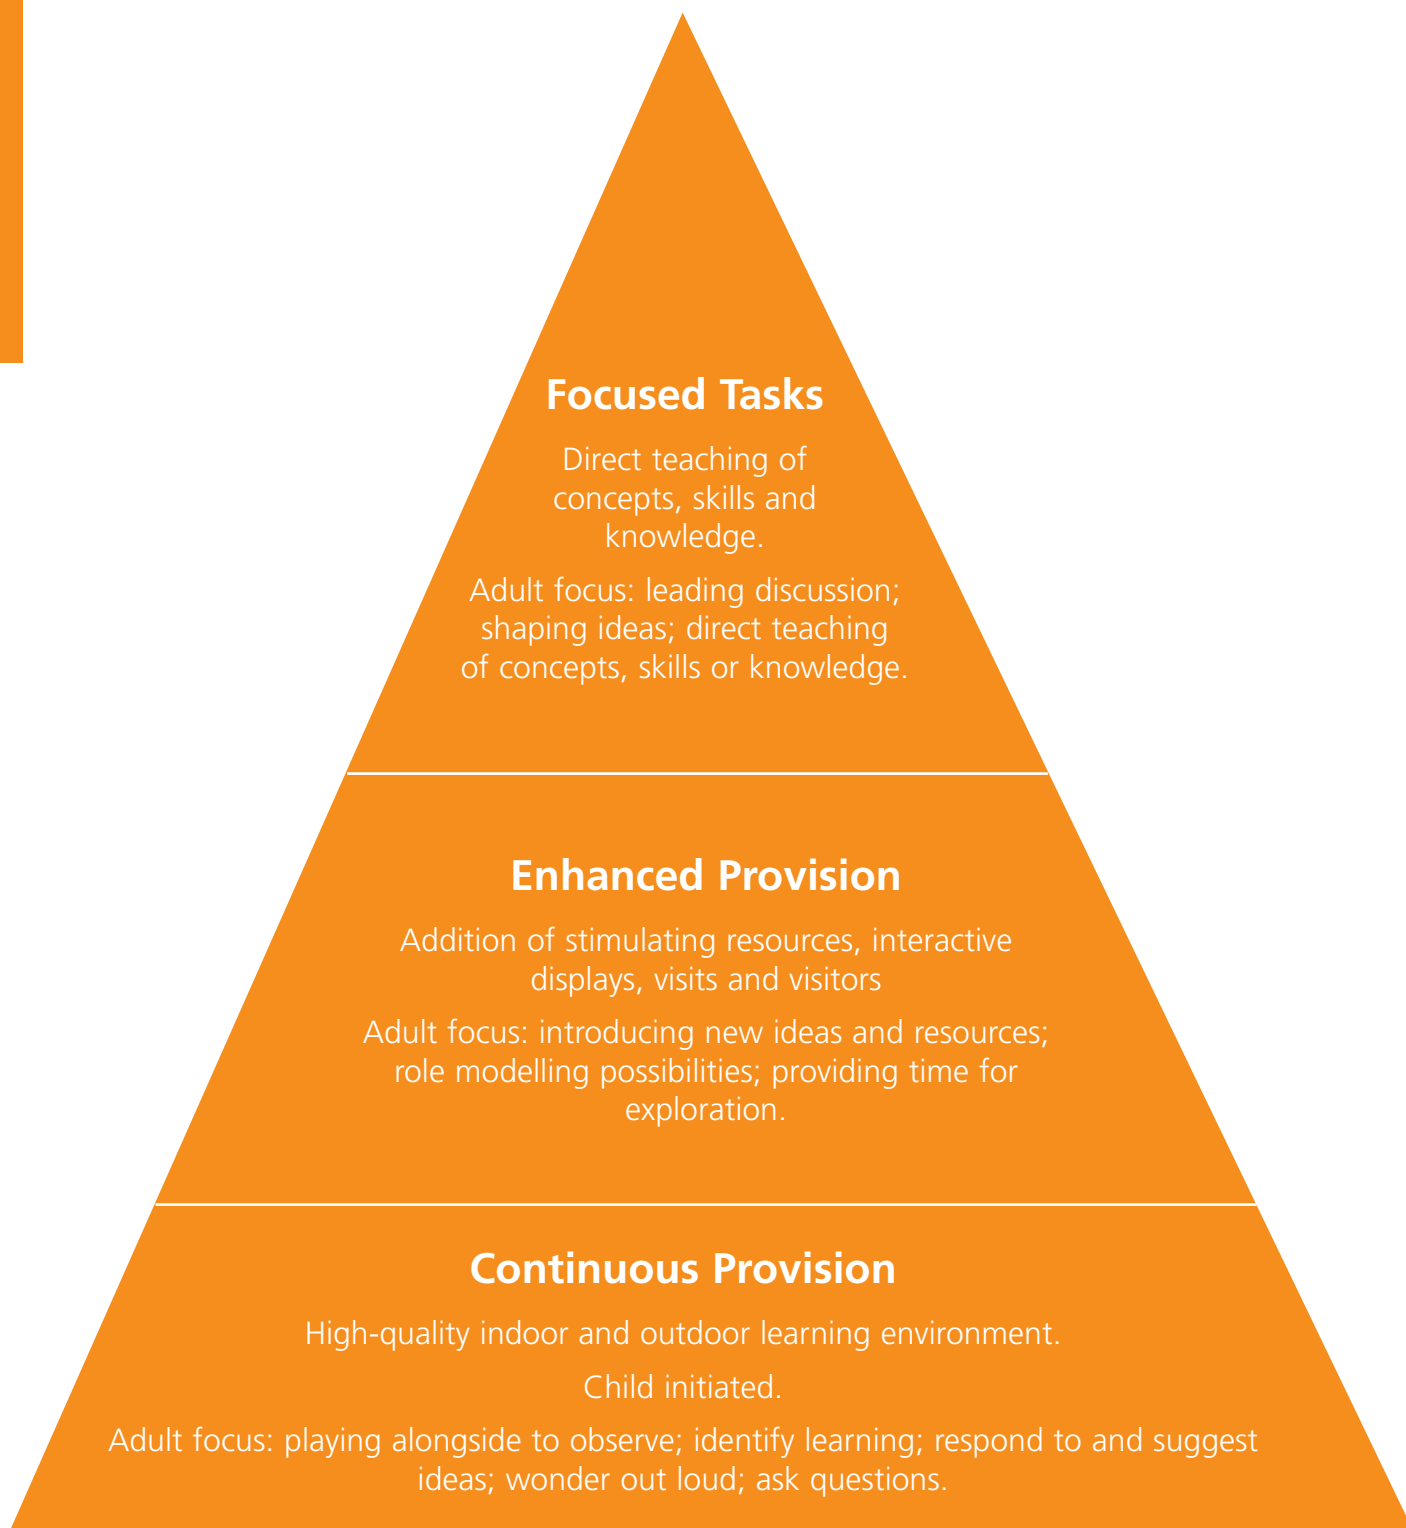 Focused Tasks
Direct teaching of
concepts, skills and
knowledge.
Adult focus: leading discussion;
shaping ideas; direct teaching
of concepts, skills or knowledge.
Enhanced Provision
Addition of stimulating resources, interactive
displays, visits and visitors
Adult focus: introducing new ideas and resources;
role modelling possibilities; providing time for
exploration.
Continuous Provision
High-quality indoor and outdoor learning environment.
Child initiated.
Adult focus: playing alongside to observe; identify learning; respond to and suggest
ideas; wonder out loud; ask questions.